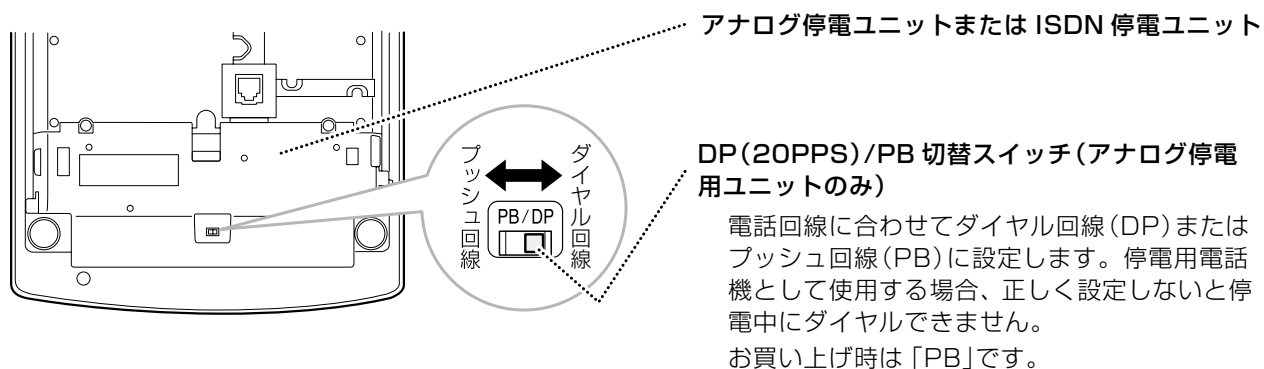 アナログ停電ユニットまたは ISDN 停電ユニット
プッシュ回線
ダイヤル回線
PB/DP
DP(20PPS)/PB 切替スイッチ(アナログ停電
用ユニットのみ)
電話回線に合わせてダイヤル回線(DP)または
プッシュ回線(PB)に設定します。停電用電話
機として使用する場合、正しく設定しないと停
電中にダイヤルできません。
お買い上げ時は「PB」です。